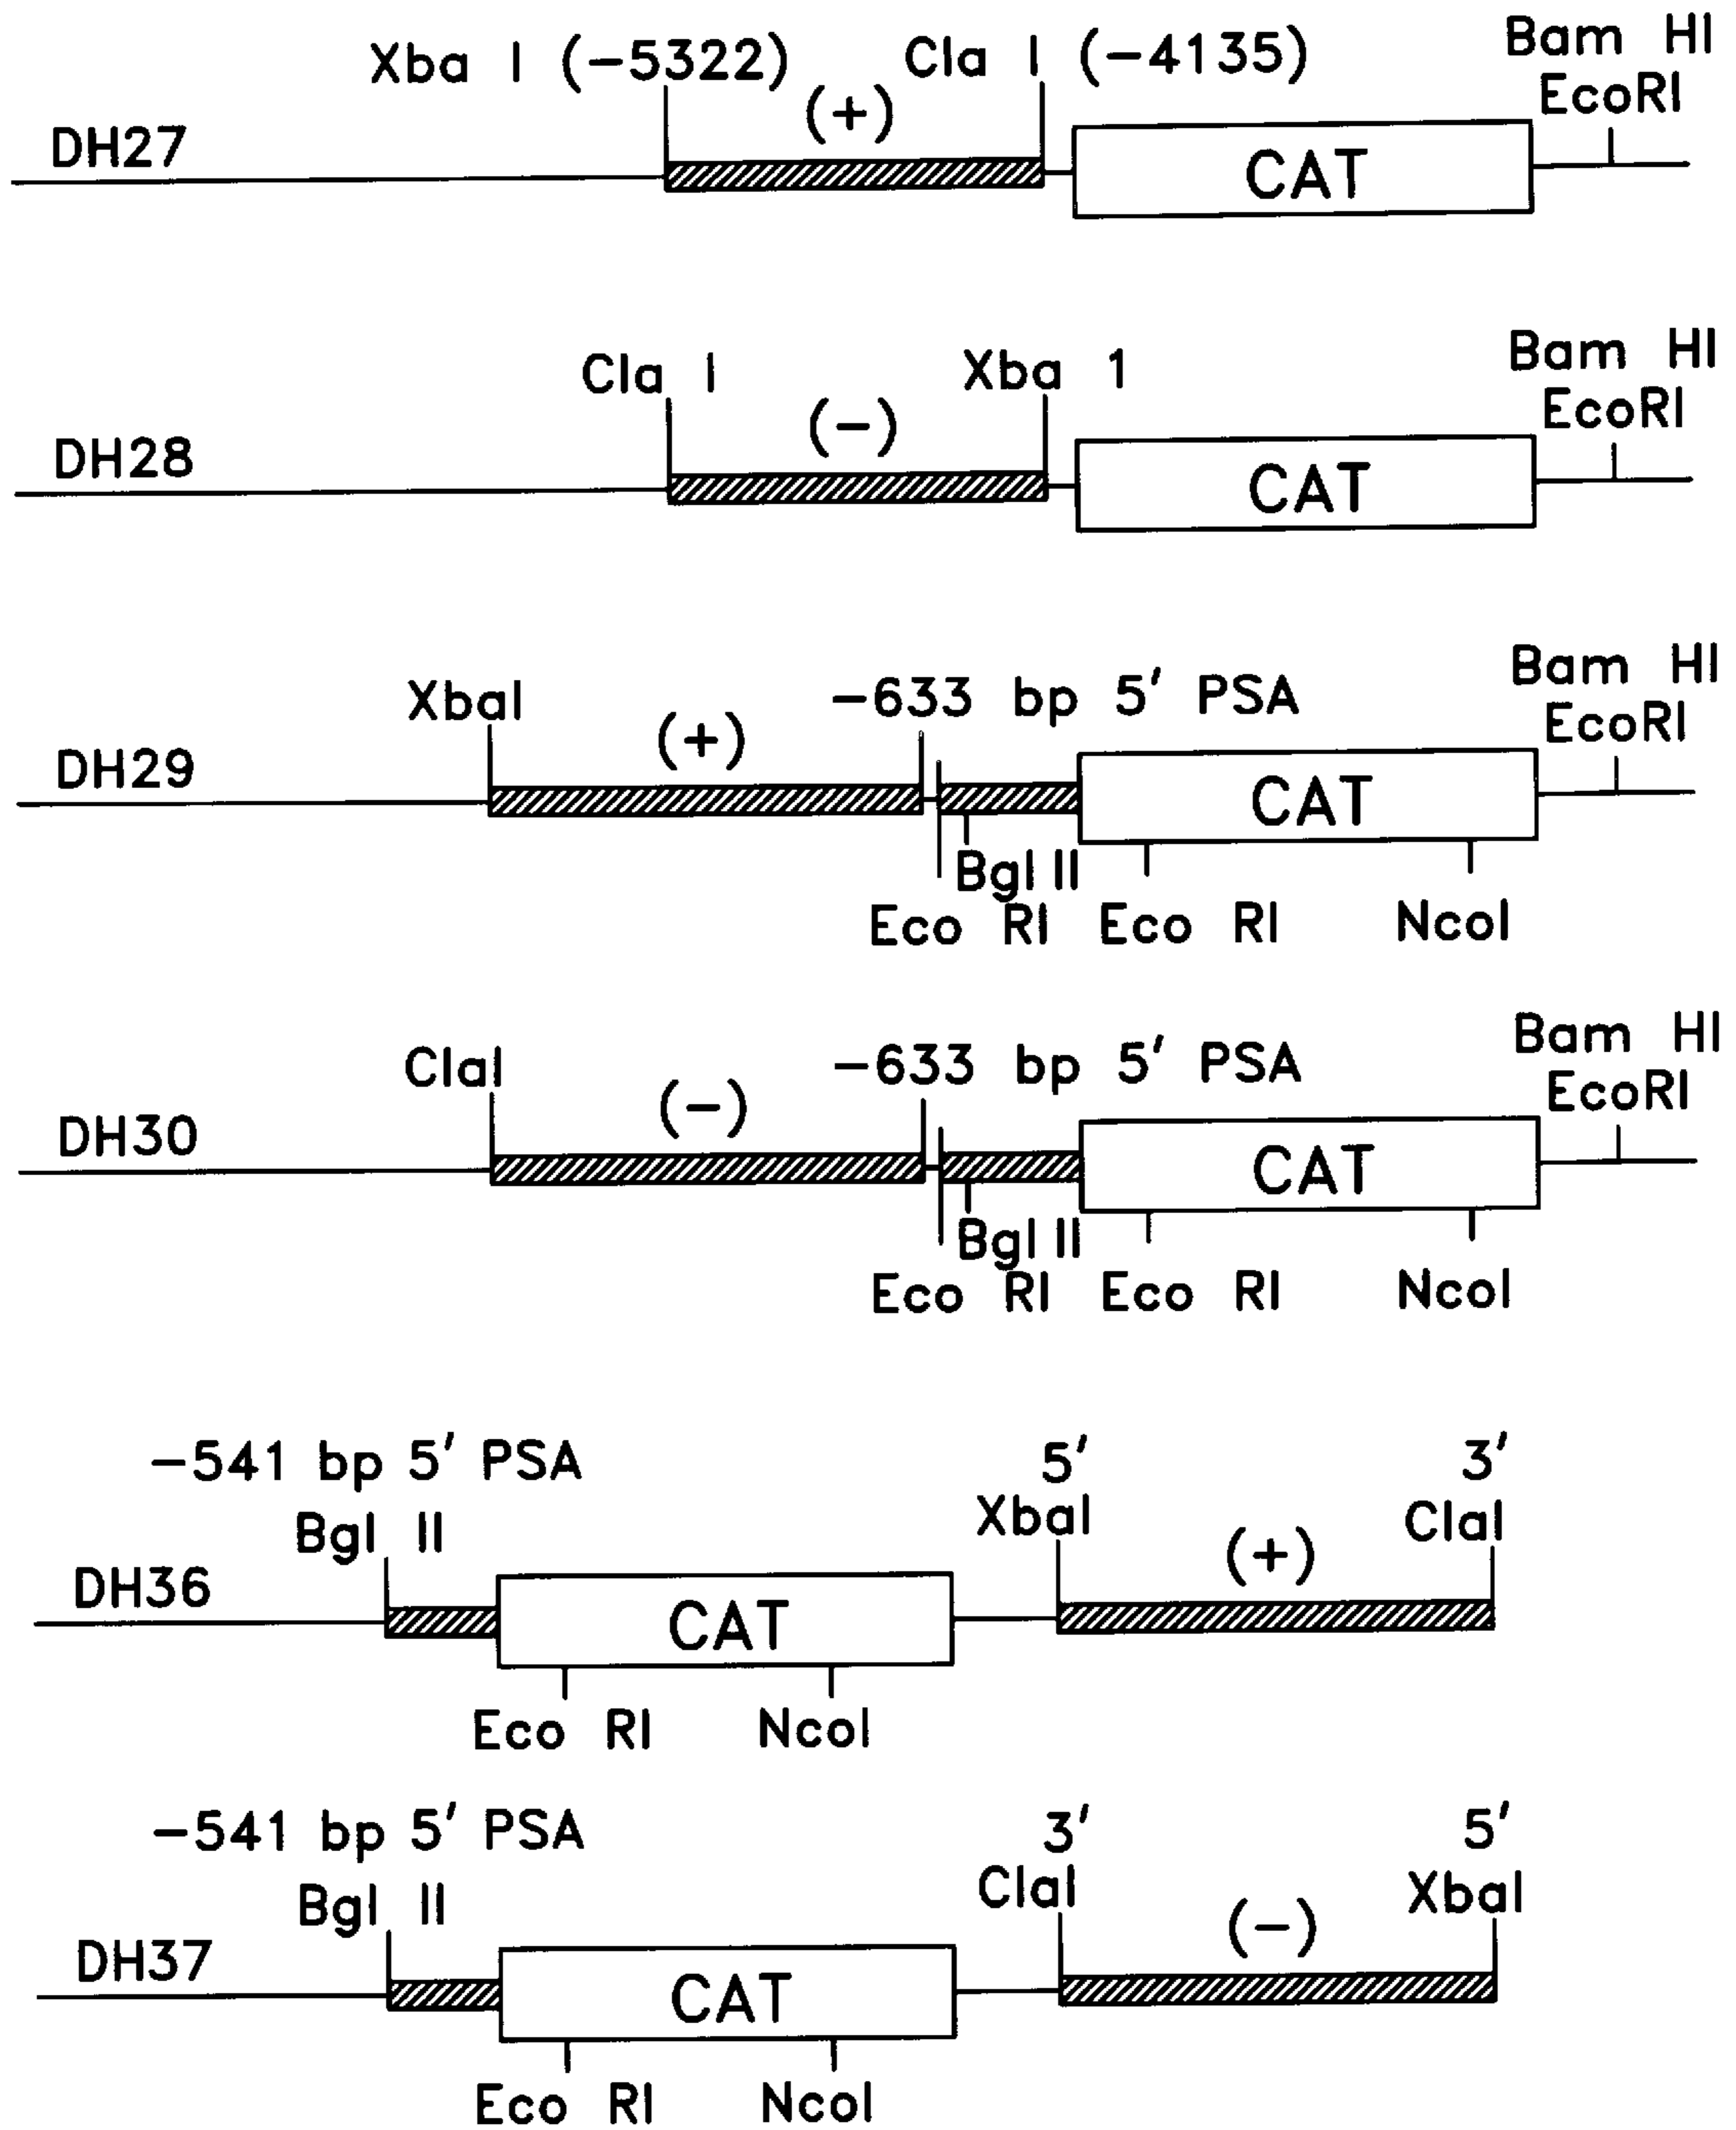 Xba I (-5322) Cla I (-4135) Bam HI
(+) EcoRI
DH27 CAT
Cla I Xba 1 Bam HI
(-) EcoRI
DH28 CAT
XbaI -633 bp 5' PSA Bam HI
(+) EcoRI
DH29 CAT
Bgl II
Eco RI Eco RI NcoI
ClaI -633 bp 5' PSA Bam HI
(-) EcoRI
DH30 CAT
Bgl II
Eco RI Eco RI NcoI
-541 bp 5' PSA 5' 3'
Bgl II XbaI ClaI
(+)
DH36 CAT
Eco RI NcoI
-541 bp 5' PSA 3' 5'
Bgl II ClaI XbaI
(-)
DH37 CAT
Eco RI NcoI